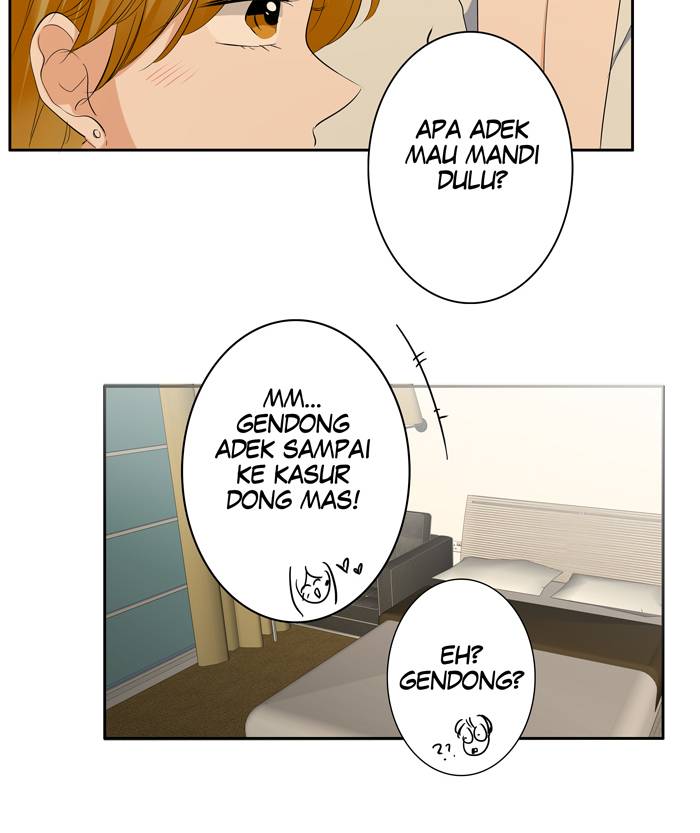 APA ADEK
MAU MANDI
DULU?
MM...
GENDONG
ADEK SAMPAI
KE KASUR
DONG MAS!
EH?
GENDONG?
??